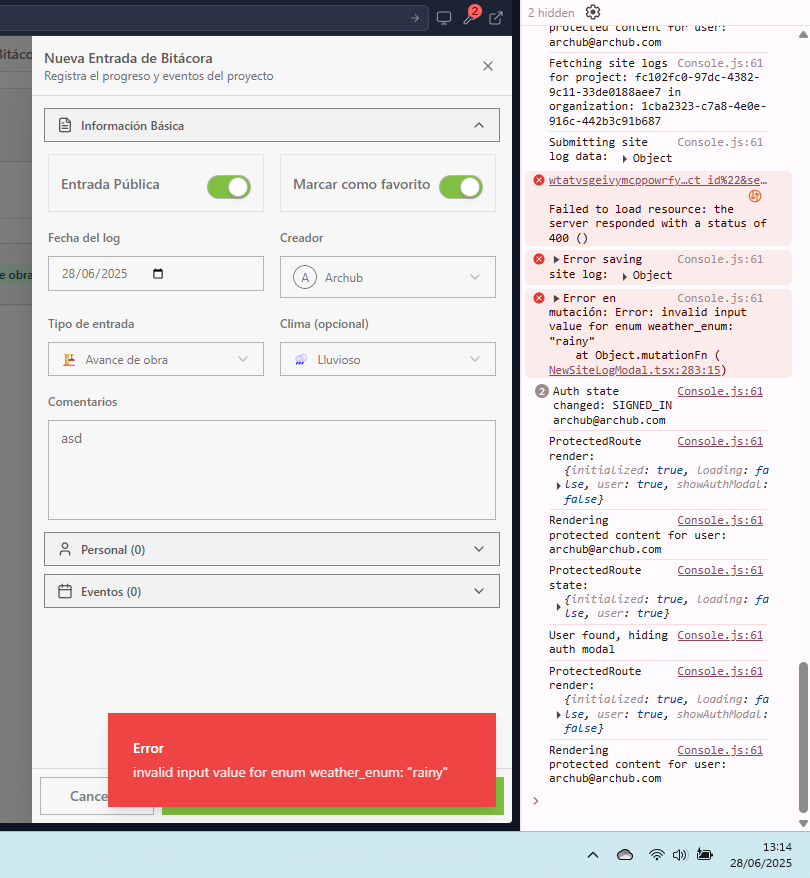 2
Bitáco
Nueva Entrada de Bitácora
Registra el progreso y eventos del proyecto
Información Básica
Entrada Pública
Marcar como favorito
Fecha del log
Creador
28/06/2025
A Archub
Tipo de entrada
Clima (opcional)
e obra
Avance de obra
Lluvioso
Comentarios
asd
Personal (0)
Eventos (0)
Error
invalid input value for enum weather_enum: "rainy"
Cance
2 hidden
protected content for user:
archub@archub.com
Fetching site logs Console.js:61
for project: fc102fc0-97dc-4382-
9c11-33de0188aee7 in
organization: 1cba2323-c7a8-4e0e-
916c-442b3c91b687
Submitting site Console.js:61
log data: Object
wtatvsgeivymcppowrfy…ct_id%22&se…
Failed to load resource: the
server responded with a status of
400 ()
Error saving Console.js:61
site log: Object
Error en Console.js:61
mutación: Error: invalid input
value for enum weather_enum:
"rainy"
at Object.mutationFn (
NewSiteLogModal.tsx:283:15)
2 Auth state Console.js:61
changed: SIGNED_IN
archub@archub.com
ProtectedRoute Console.js:61
render:
{initialized: true, loading: fa
lse, user: true, showAuthModal:
false}
Rendering Console.js:61
protected content for user:
archub@archub.com
ProtectedRoute Console.js:61
state:
{initialized: true, loading: fa
lse, user: true}
User found, hiding Console.js:61
auth modal
ProtectedRoute Console.js:61
render:
{initialized: true, loading: fa
lse, user: true, showAuthModal:
false}
Rendering Console.js:61
protected content for user:
archub@archub.com
13:14
28/06/2025